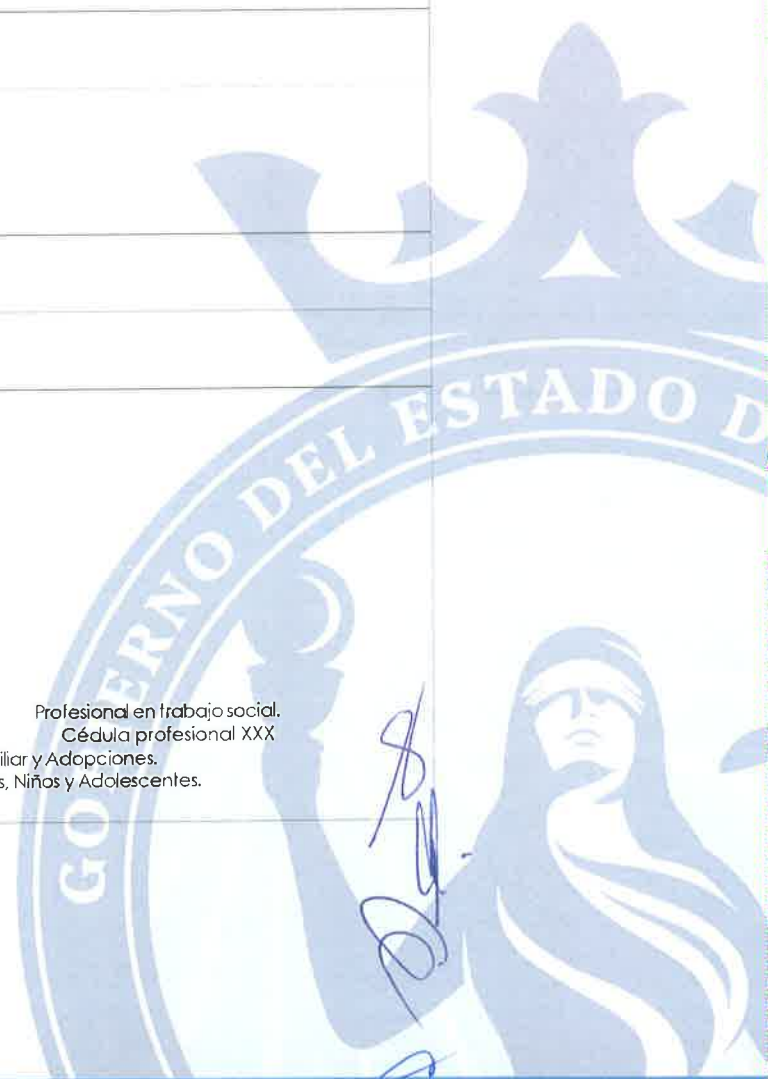 GOBIERNO DEL ESTADO D
Profesional en trabajo social.
Cédula profesional XXX
iliar y Adopciones.
s, Niños y Adolescentes.